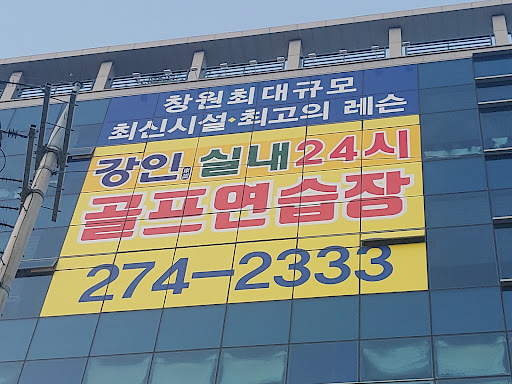 창원최대규모
최신시설·최고의 레슨
강인 실내24시
골프연습장
274-2333